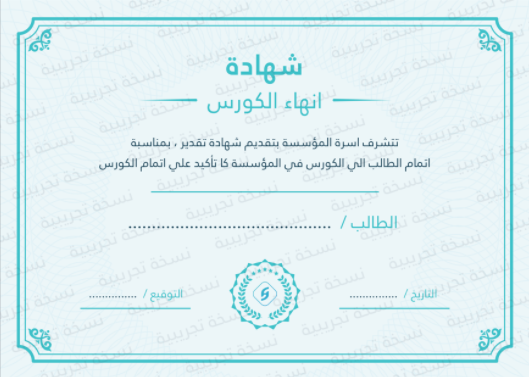 شهادة
انهاء الكورس
تتشرف اسرة المؤسسة بتقديم شهادة تقدير ، بمناسبة
اتمام الطالب الي الكورس في المؤسسة كا تأكيد علي اتمام الكورس
الطالب / ........................................
التاريخ / ...............
التوقيع / ...............
نسخة تجريبية